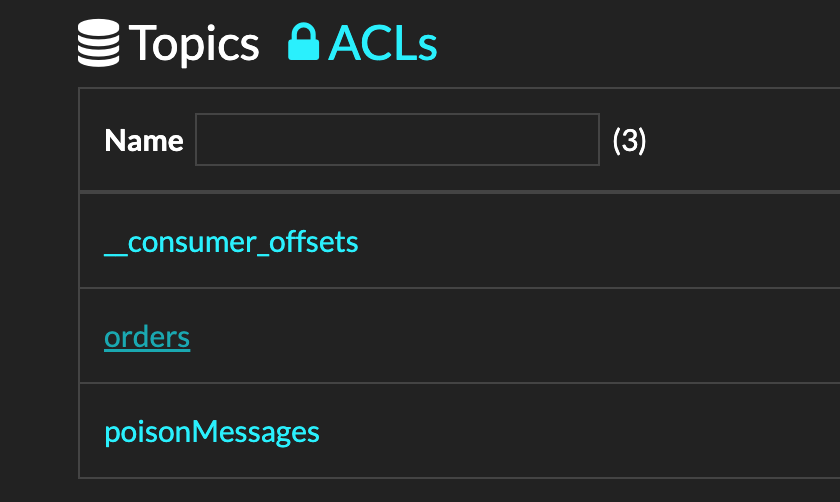 Topics ACLs
Name (3)
__consumer_offsets
orders
poisonMessages